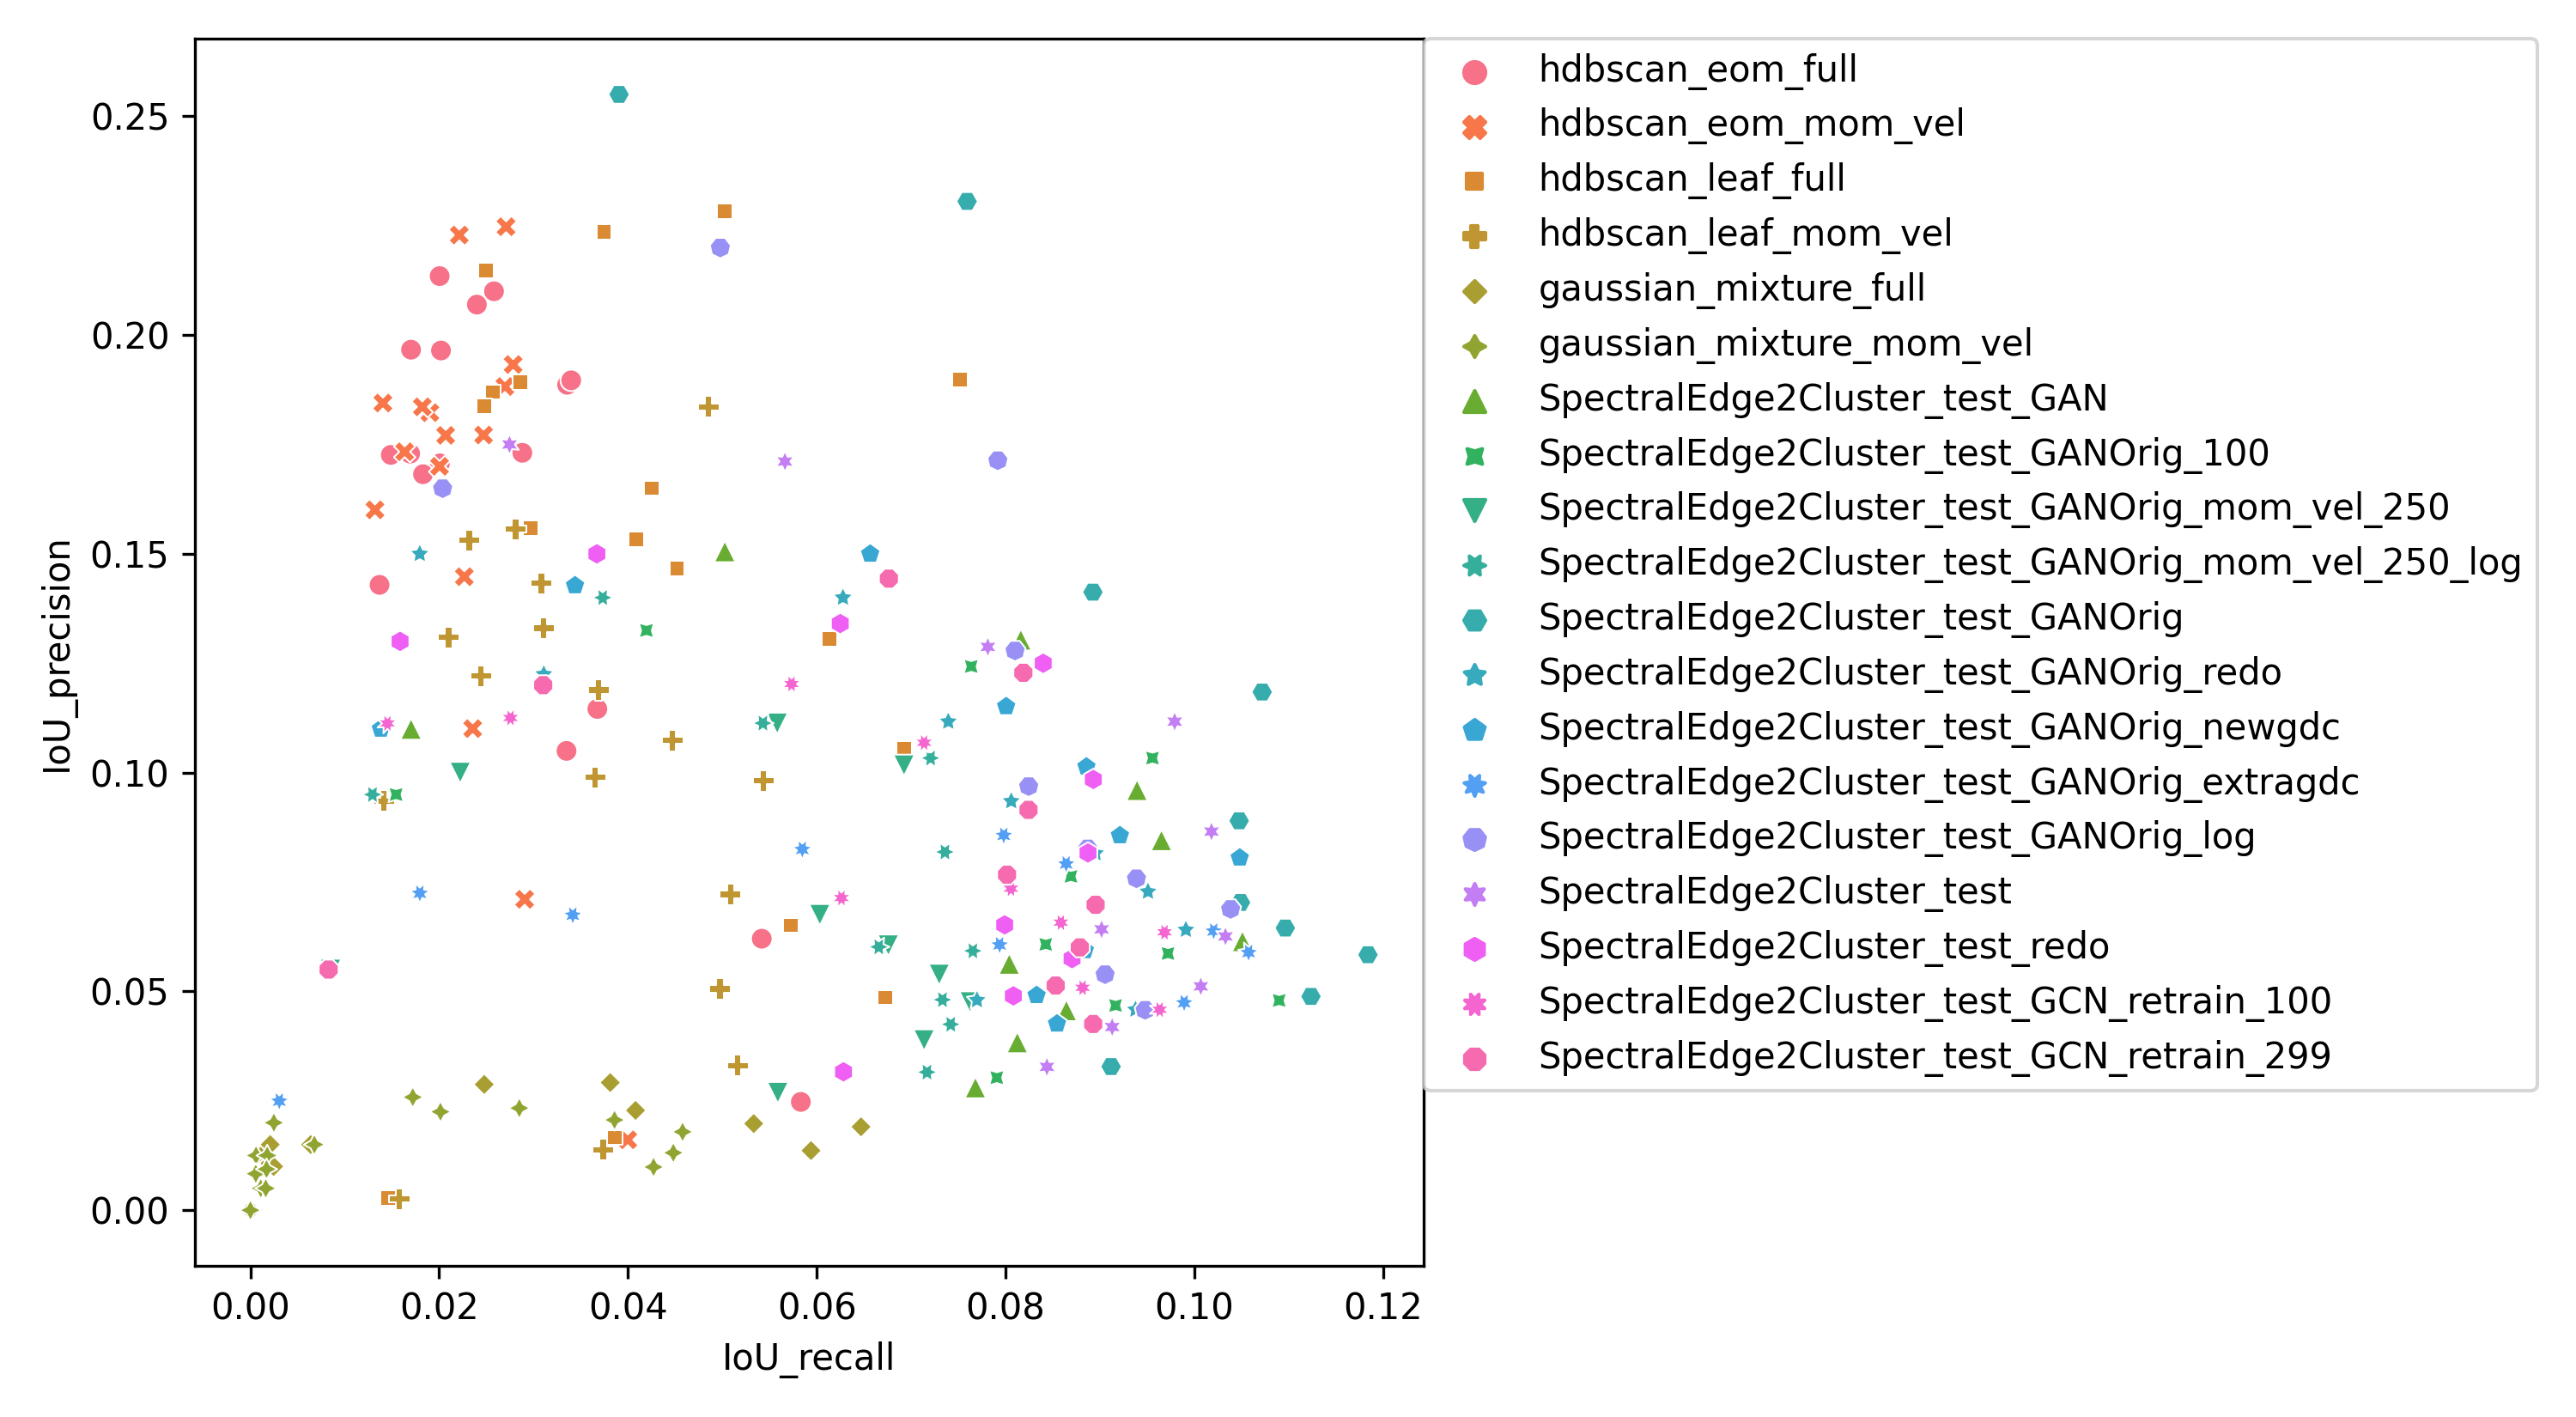 0.25
0.20
0.15
0.10
0.05
0.00
IoU_precision
0.00 0.02 0.04 0.06 0.08 0.10 0.12
IoU_recall
hdbscan_eom_full
hdbscan_eom_mom_vel
hdbscan_leaf_full
hdbscan_leaf_mom_vel
gaussian_mixture_full
gaussian_mixture_mom_vel
SpectralEdge2Cluster_test_GAN
SpectralEdge2Cluster_test_GANOrig_100
SpectralEdge2Cluster_test_GANOrig_mom_vel_250
SpectralEdge2Cluster_test_GANOrig_mom_vel_250_log
SpectralEdge2Cluster_test_GANOrig
SpectralEdge2Cluster_test_GANOrig_redo
SpectralEdge2Cluster_test_GANOrig_newgdc
SpectralEdge2Cluster_test_GANOrig_extragdc
SpectralEdge2Cluster_test_GANOrig_log
SpectralEdge2Cluster_test
SpectralEdge2Cluster_test_redo
SpectralEdge2Cluster_test_GCN_retrain_100
SpectralEdge2Cluster_test_GCN_retrain_299